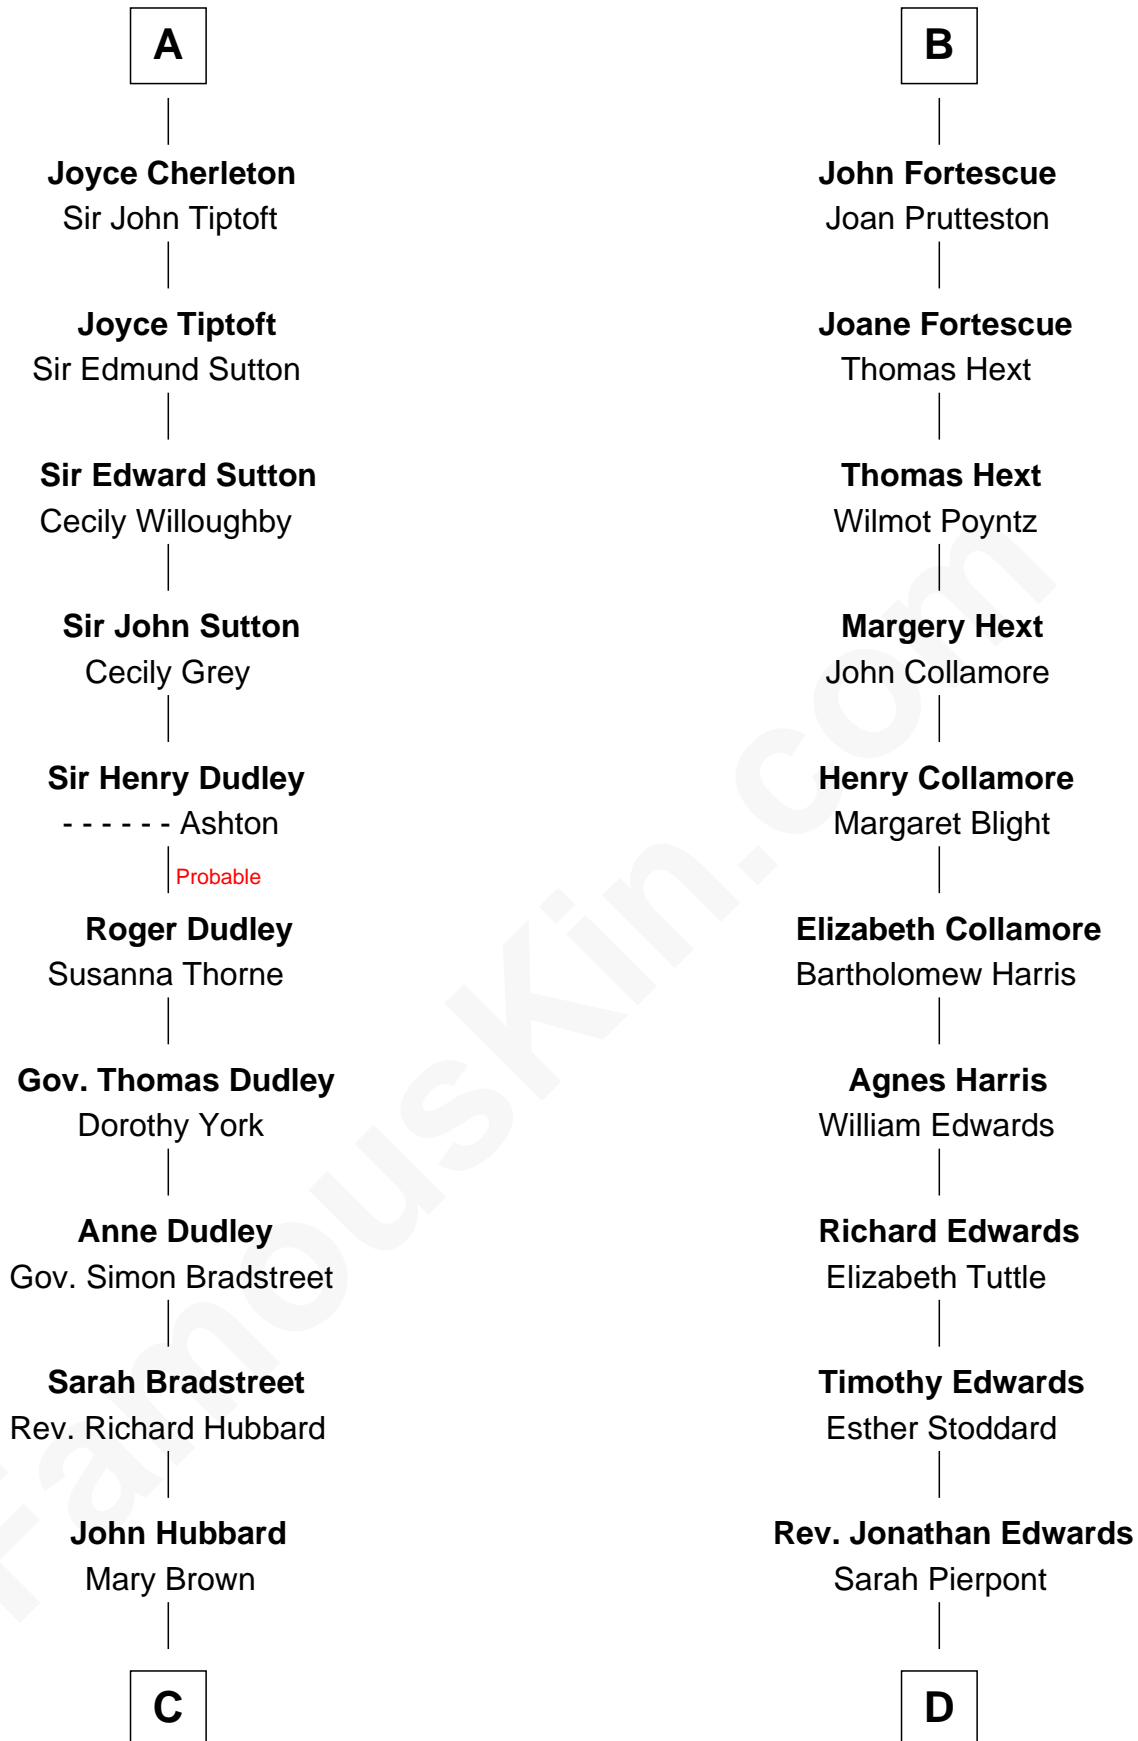 A
Joyce Cherleton
Sir John Tiptoft
Joyce Tiptoft
Sir Edmund Sutton
Sir Edward Sutton
Cecily Willoughby
Sir John Sutton
Cecily Grey
Sir Henry Dudley
- - - - - - Ashton
Probable
Roger Dudley
Susanna Thorne
Gov. Thomas Dudley
Dorothy York
Anne Dudley
Gov. Simon Bradstreet
Sarah Bradstreet
Rev. Richard Hubbard
John Hubbard
Mary Brown
C
B
John Fortescue
Joan Prutteston
Joane Fortescue
Thomas Hext
Thomas Hext
Wilmot Poyntz
Margery Hext
John Collamore
Henry Collamore
Margaret Blight
Elizabeth Collamore
Bartholomew Harris
Agnes Harris
William Edwards
Richard Edwards
Elizabeth Tuttle
Timothy Edwards
Esther Stoddard
Rev. Jonathan Edwards
Sarah Pierpont
D
FamousKin.com